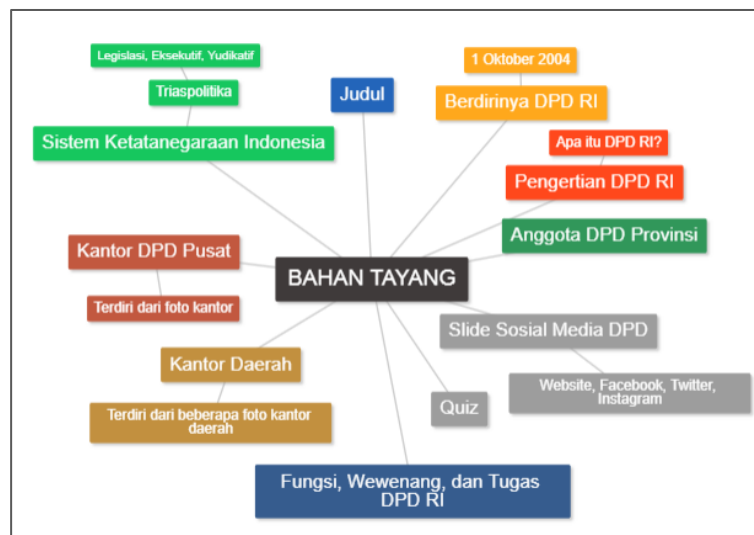 Legislasi, Eksekutif, Yudikatif
Triaspolitika
Sistem Ketatanegaraan Indonesia
Judul
1 Oktober 2004
Berdirinya DPD RI
Apa itu DPD RI?
Pengertian DPD RI
Anggota DPD Provinsi
Kantor DPD Pusat
Terdiri dari foto kantor
BAHAN TAYANG
Slide Sosial Media DPD
Website, Facebook, Twitter,
Instagram
Kantor Daerah
Terdiri dari beberapa foto kantor
daerah
Quiz
Fungsi, Wewenang, dan Tugas
DPD RI